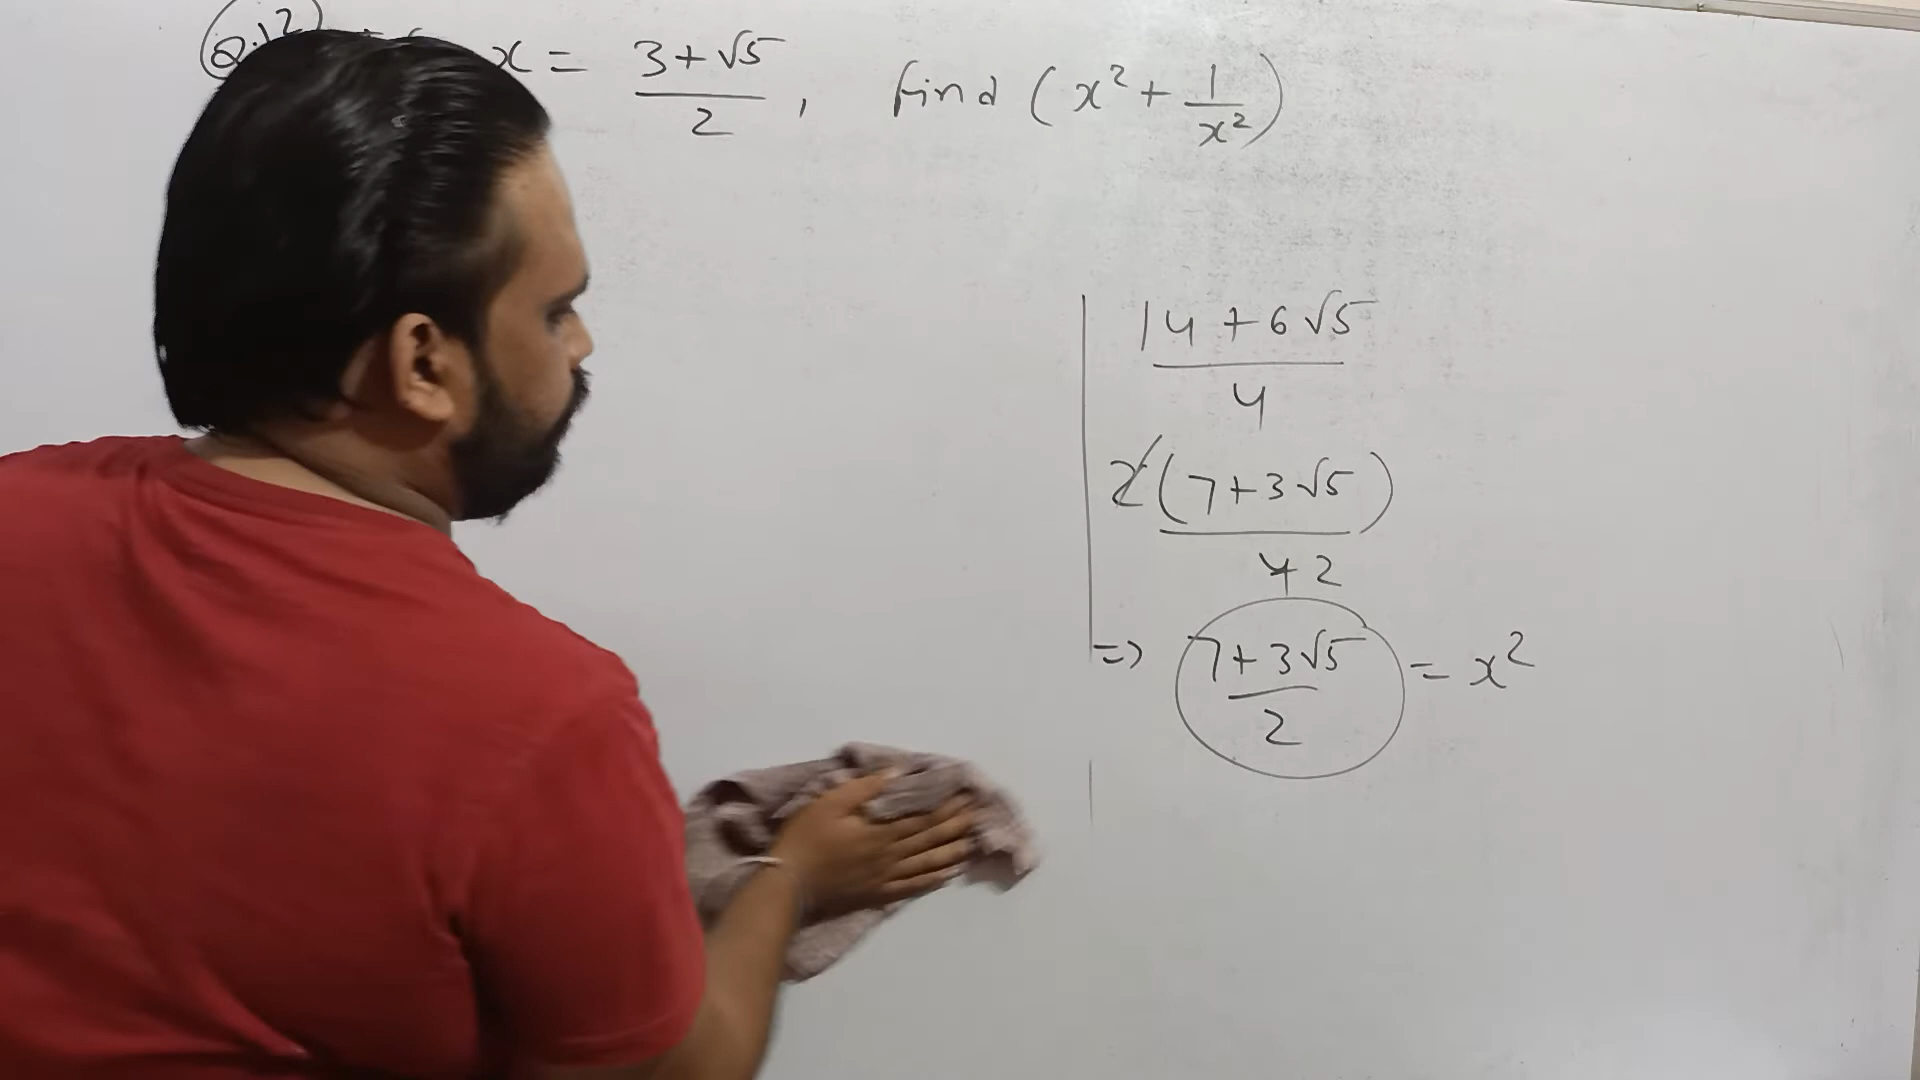 x = 3+√5 / 2, find (x² + 1/x²)
14 + 6√5 / 4
2(7+3√5) / 4 2
=> 7+3√5 / 2 = x²